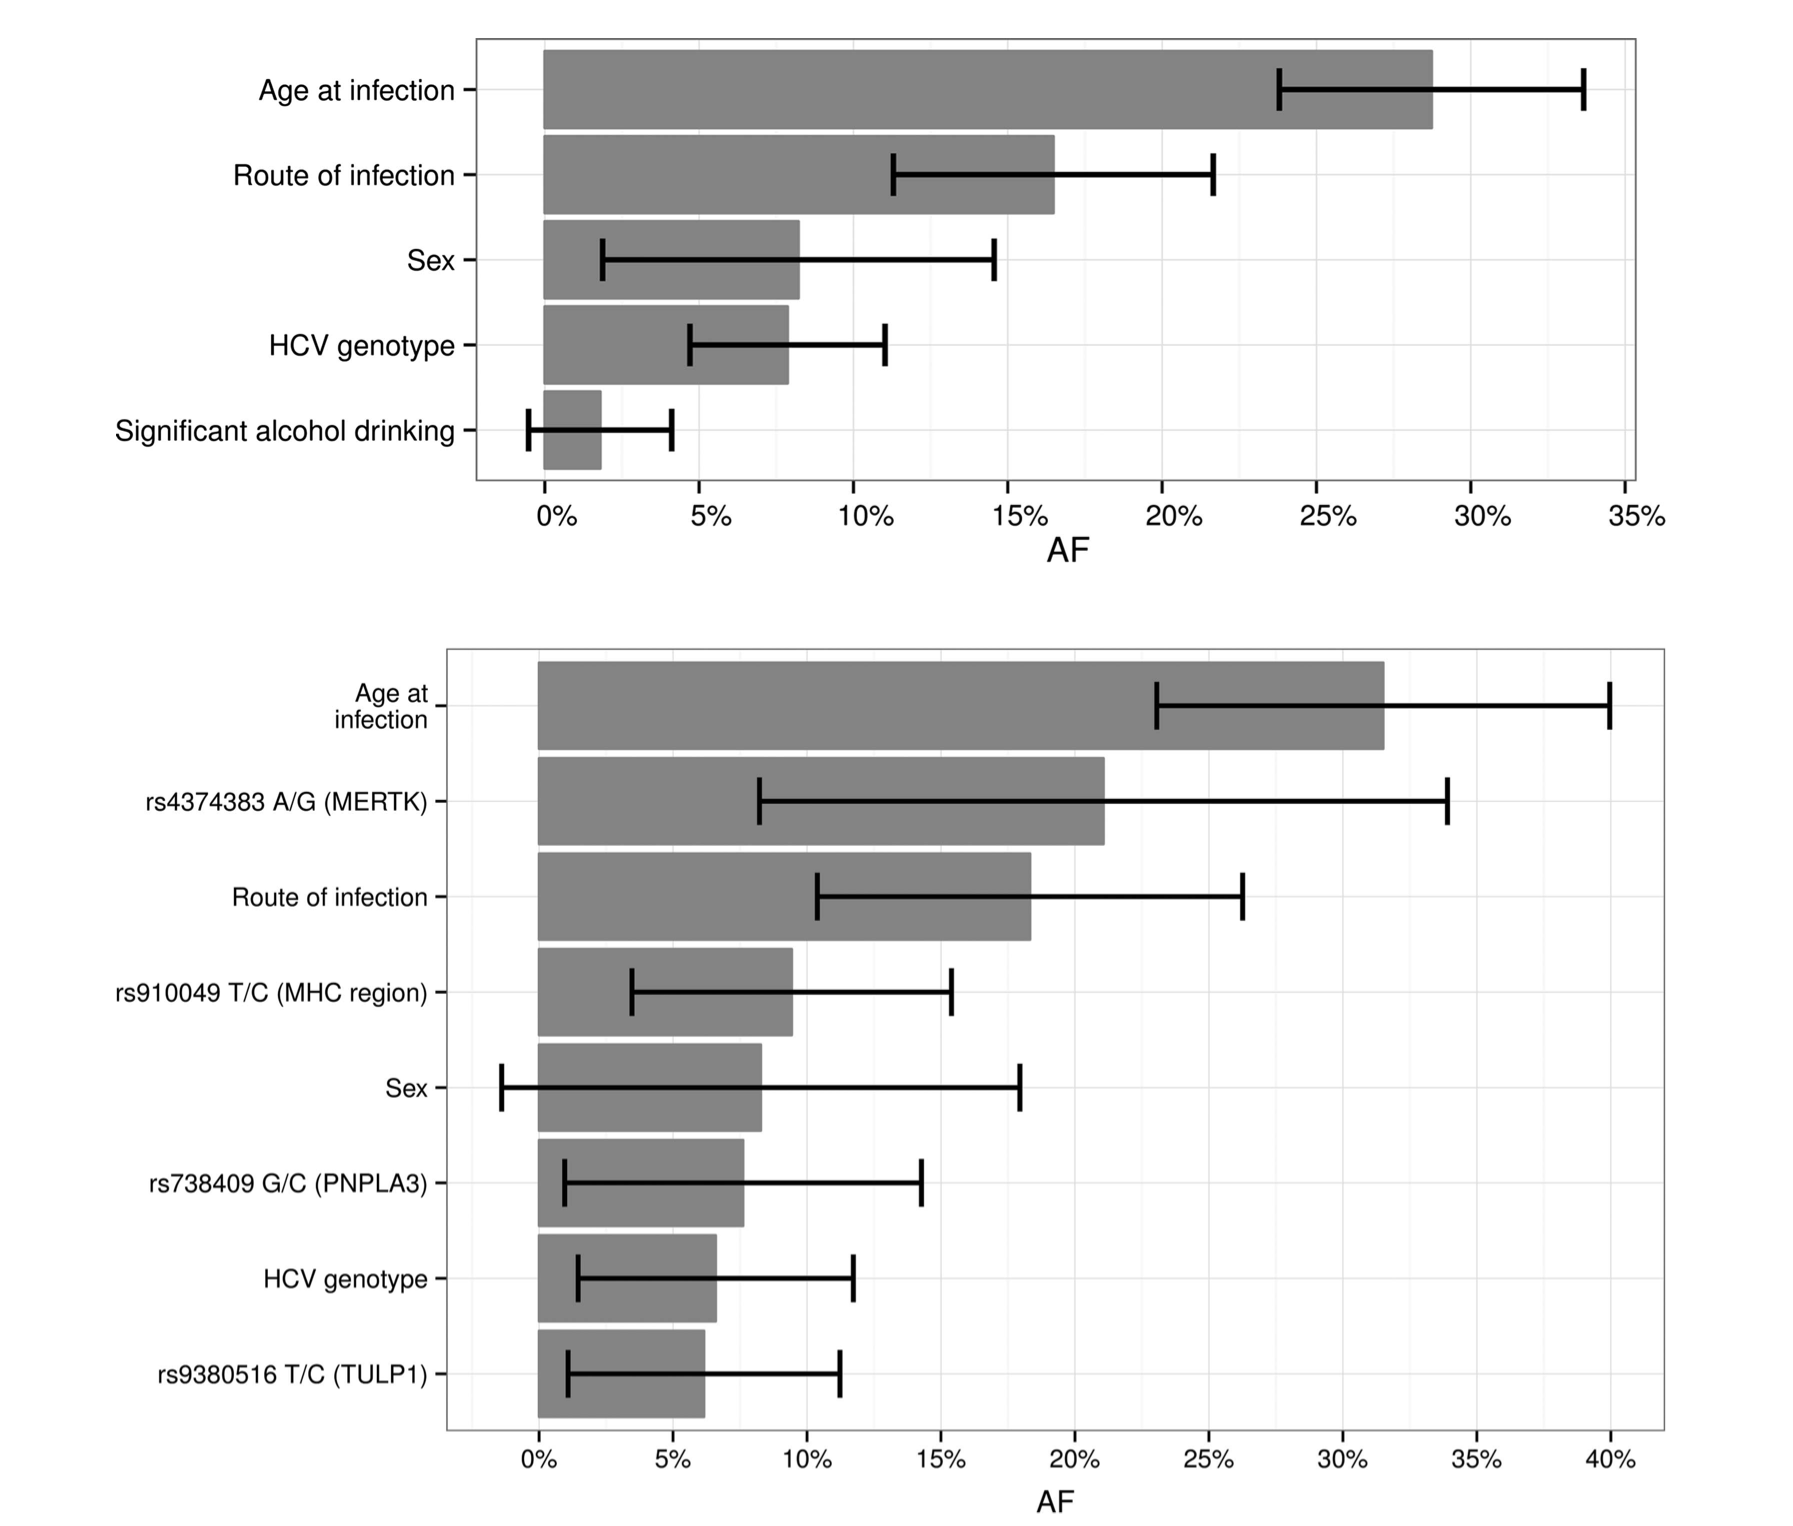 Age at infection
Route of infection
Sex
HCV genotype
Significant alcohol drinking
0% 5% 10% 15% 20% 25% 30% 35%
AF
Age at
infection
rs4374383 A/G (MERTK)
Route of infection
rs910049 T/C (MHC region)
Sex
rs738409 G/C (PNPLA3)
HCV genotype
rs9380516 T/C (TULP1)
0% 5% 10% 15% 20% 25% 30% 35% 40%
AF